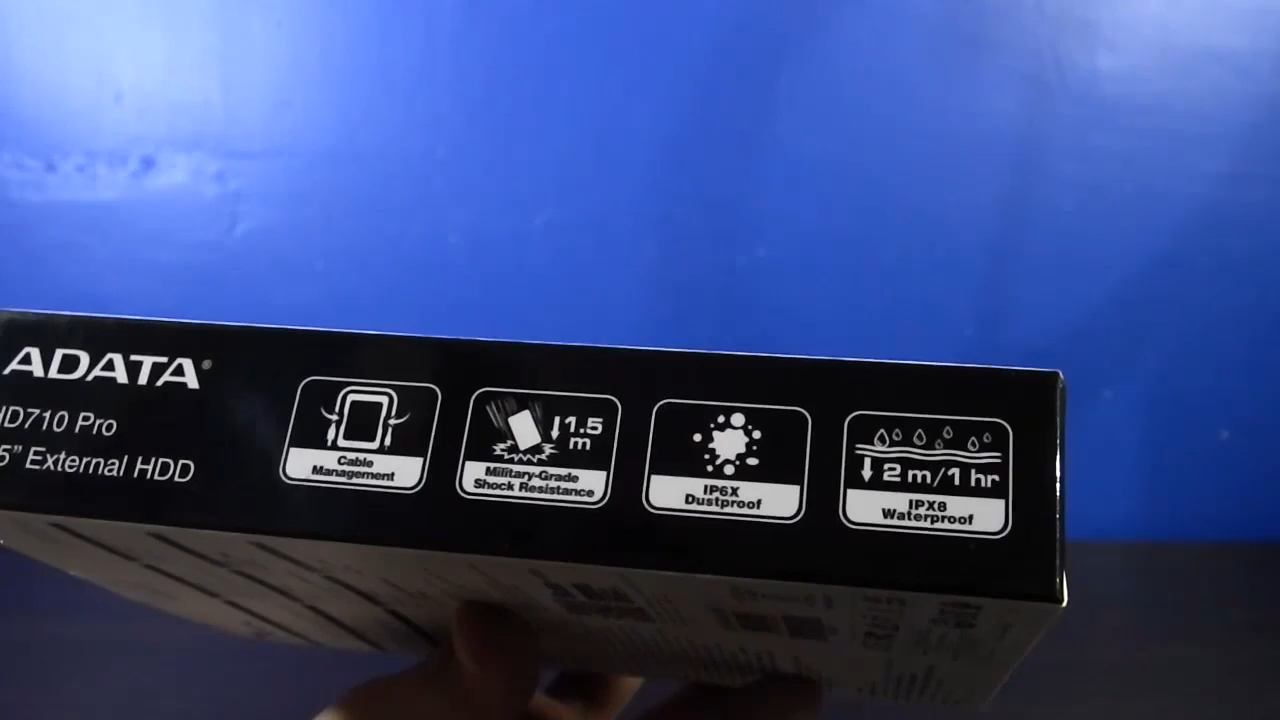 ADATA®
HD710 Pro
5” External HDD
Cable
Management
1.5
m
Military-Grade
Shock Resistance
IP6X
Dustproof
2 m/1 hr
IPX8
Waterproof